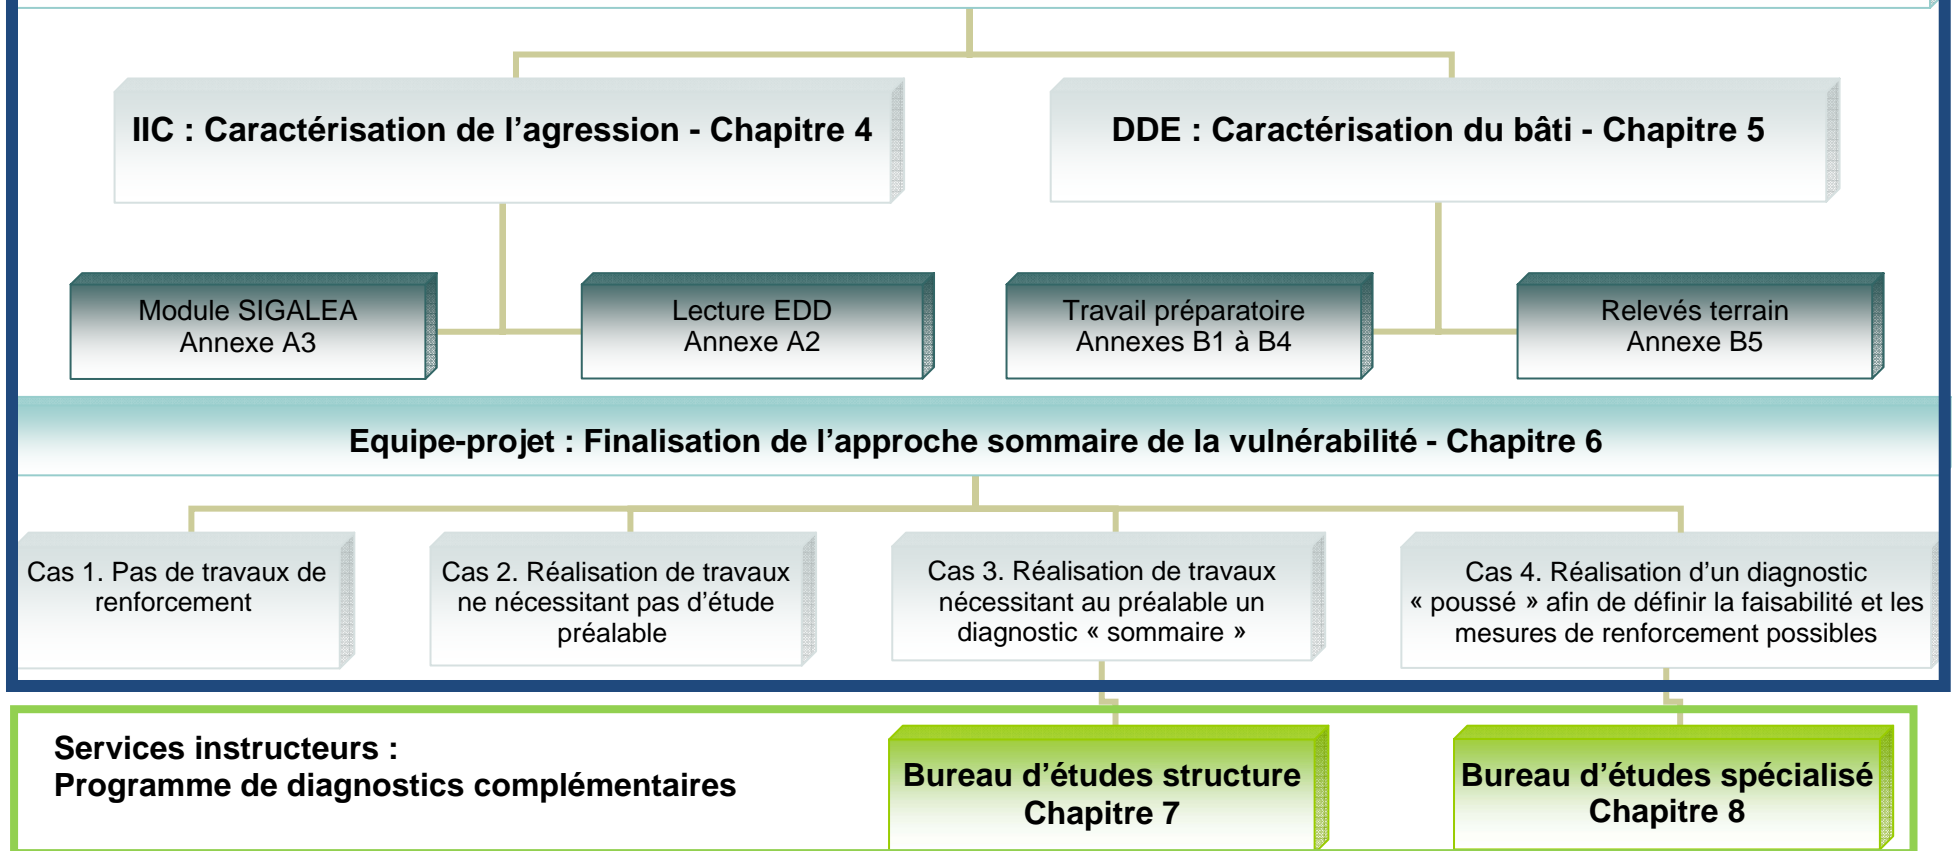 IIC : Caractérisation de l’agression - Chapitre 4
DDE : Caractérisation du bâti - Chapitre 5
Module SIGALEA
Annexe A3
Lecture EDD
Annexe A2
Travail préparatoire
Annexes B1 à B4
Relevés terrain
Annexe B5
Equipe-projet : Finalisation de l’approche sommaire de la vulnérabilité - Chapitre 6
Cas 1. Pas de travaux de
renforcement
Cas 2. Réalisation de travaux
ne nécessitant pas d’étude
préalable
Cas 3. Réalisation de travaux
nécessitant au préalable un
diagnostic « sommaire »
Cas 4. Réalisation d’un diagnostic
« poussé » afin de définir la faisabilité et les
mesures de renforcement possibles
Services instructeurs :
Programme de diagnostics complémentaires
Bureau d’études structure
Chapitre 7
Bureau d’études spécialisé
Chapitre 8